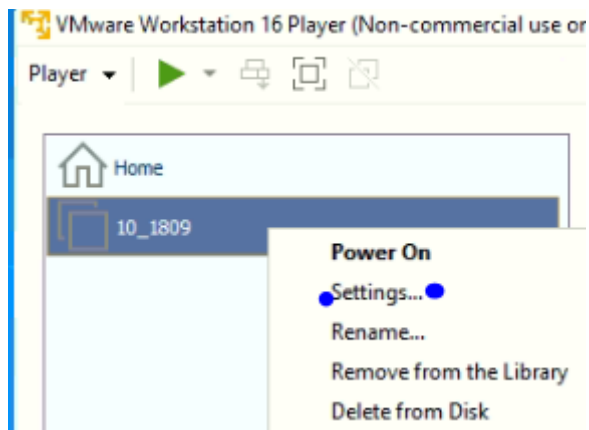 VMware Workstation 16 Player (Non-commercial use or
Player
Home
10_1809
Power On
Settings...
Rename...
Remove from the Library
Delete from Disk